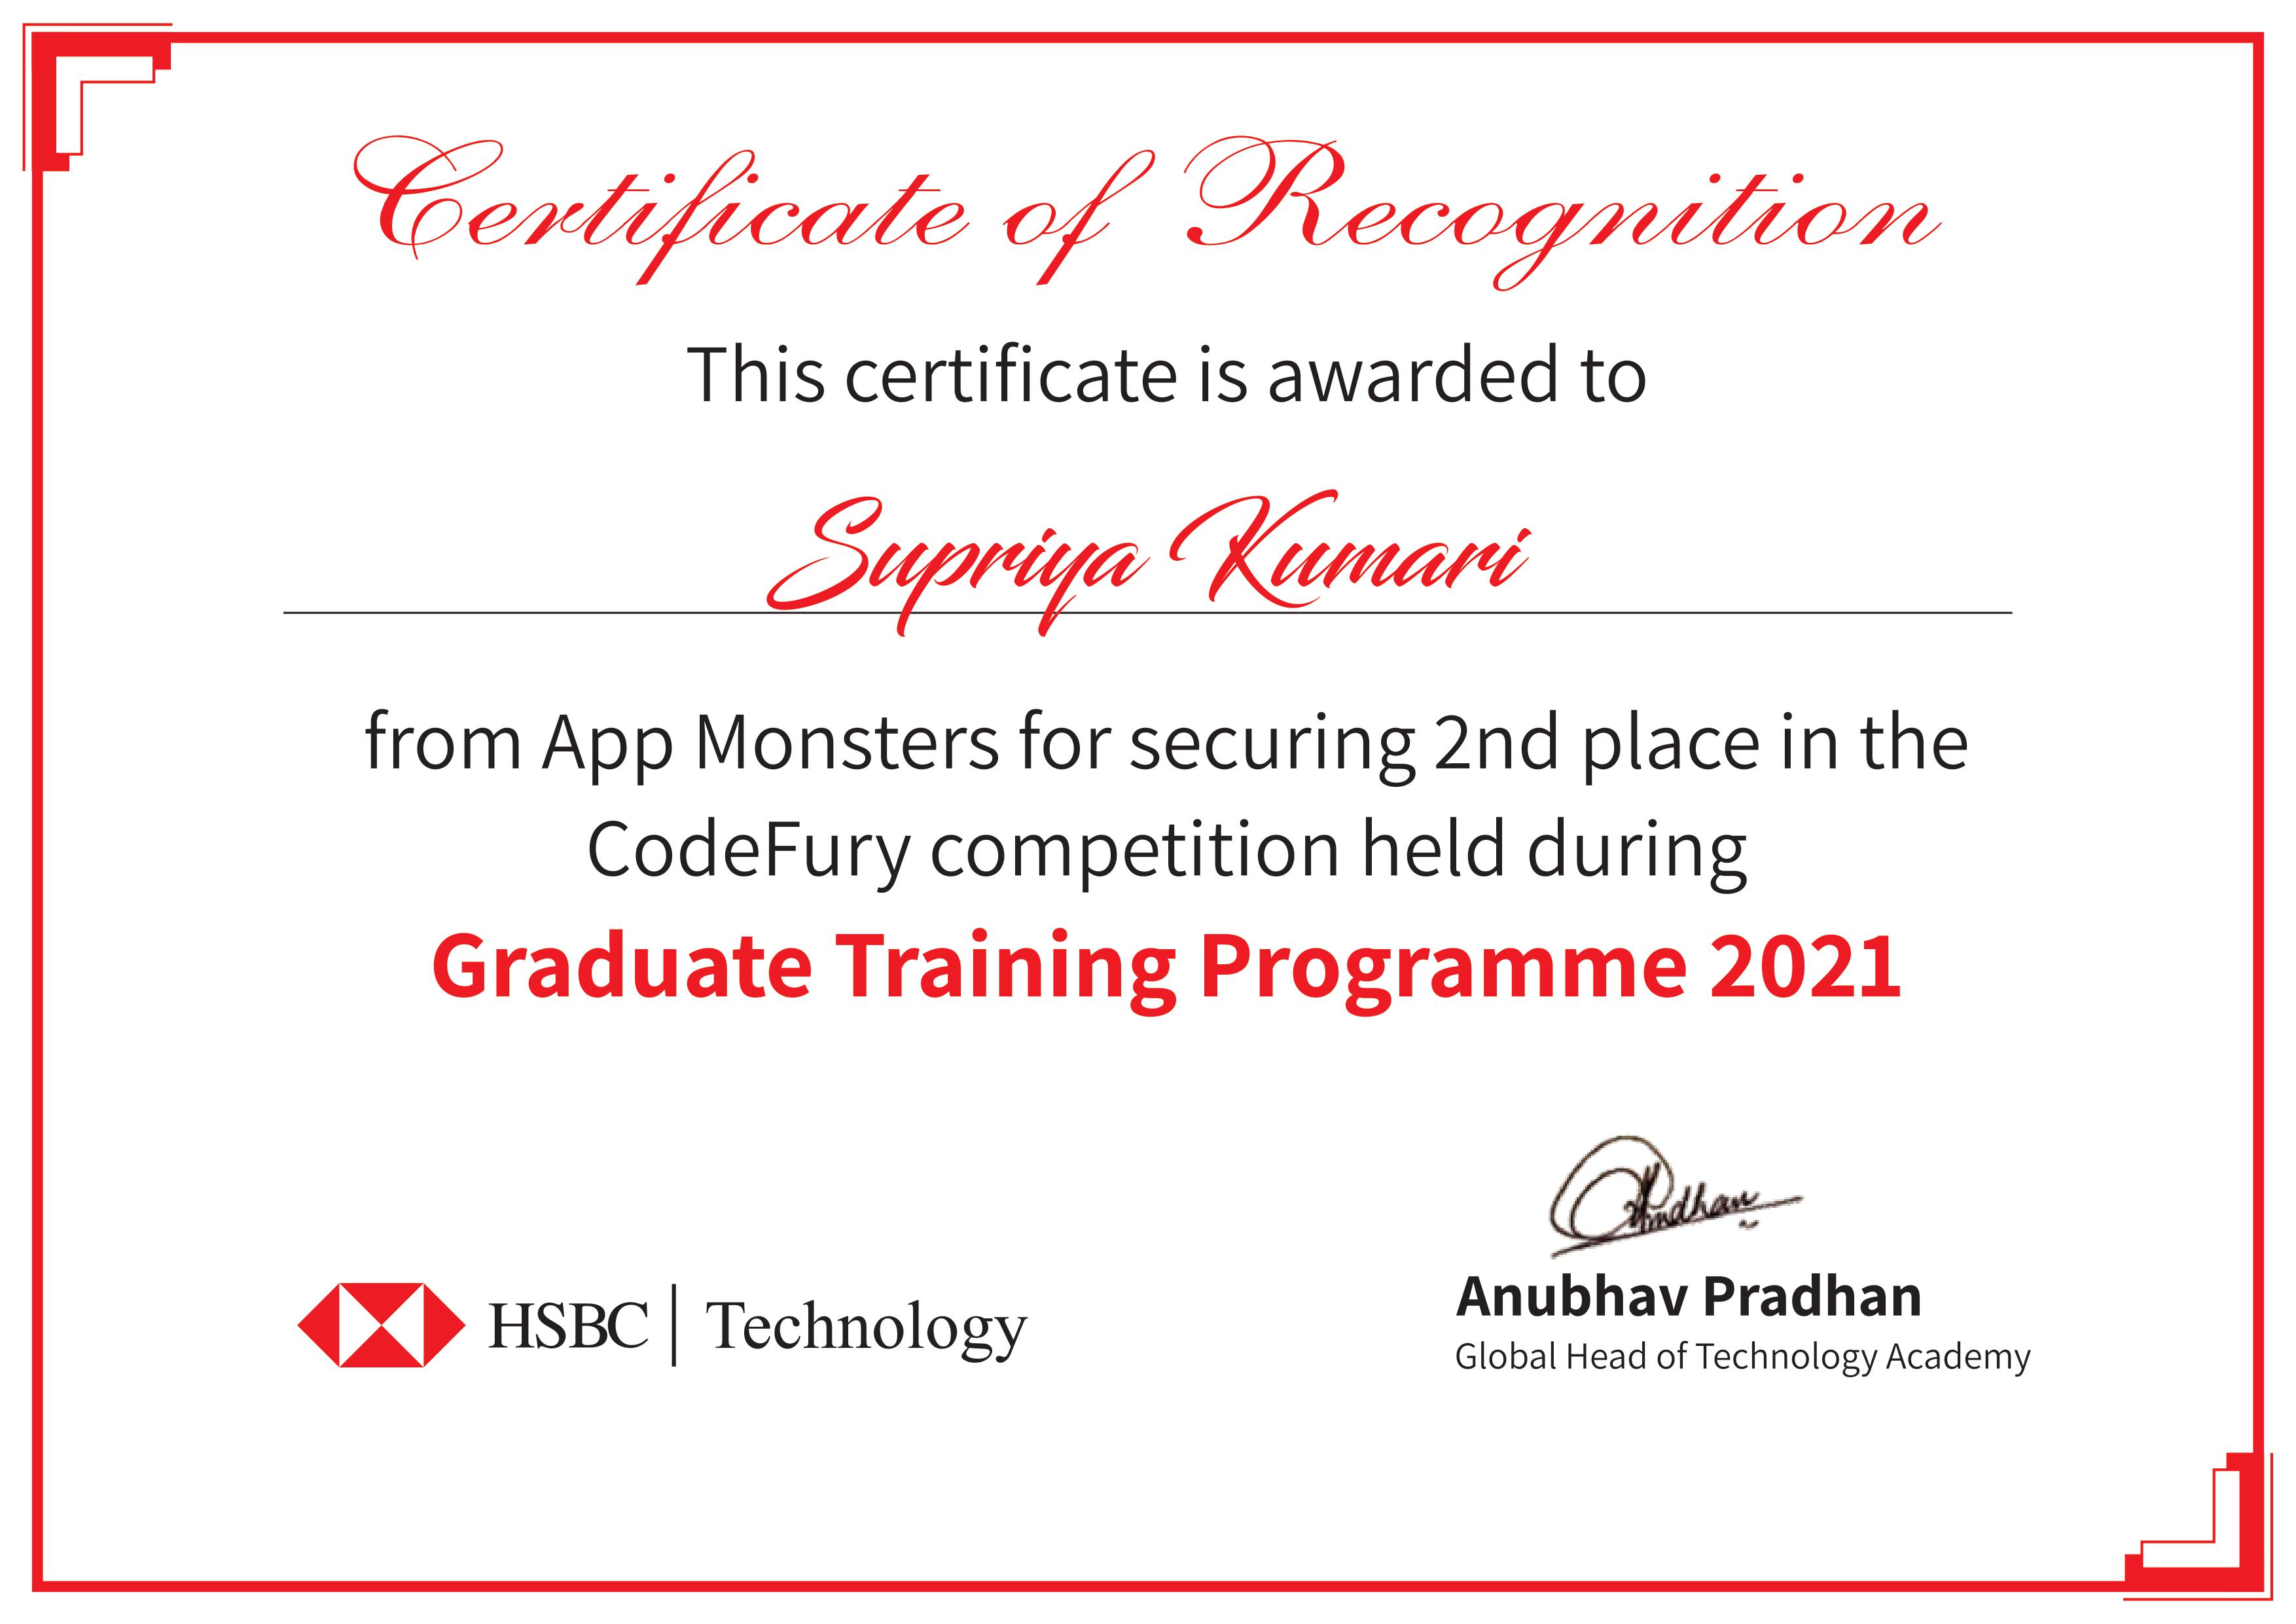 Certificate of Recognition
This certificate is awarded to
Supriya Kumari
from App Monsters for securing 2nd place in the
CodeFury competition held during
Graduate Training Programme 2021
Pradhan
HSBC | Technology
Anubhav Pradhan
Global Head of Technology Academy